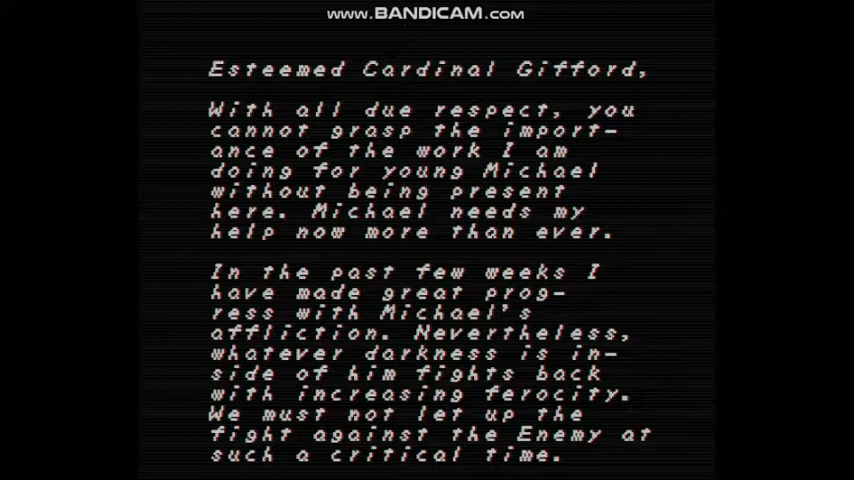 www.BANDICAM.com
Esteemed Cardinal Gifford,
With all due respect, you
cannot grasp the import-
ance of the work I am
doing for young Michael
without being present
here. Michael needs my
help now more than ever.
In the past few weeks I
have made great prog-
ress with Michael's
affliction. Nevertheless,
whatever darkness is in-
side of him fights back
with increasing ferocity.
We must not let up the
fight against the Enemy at
such a critical time.